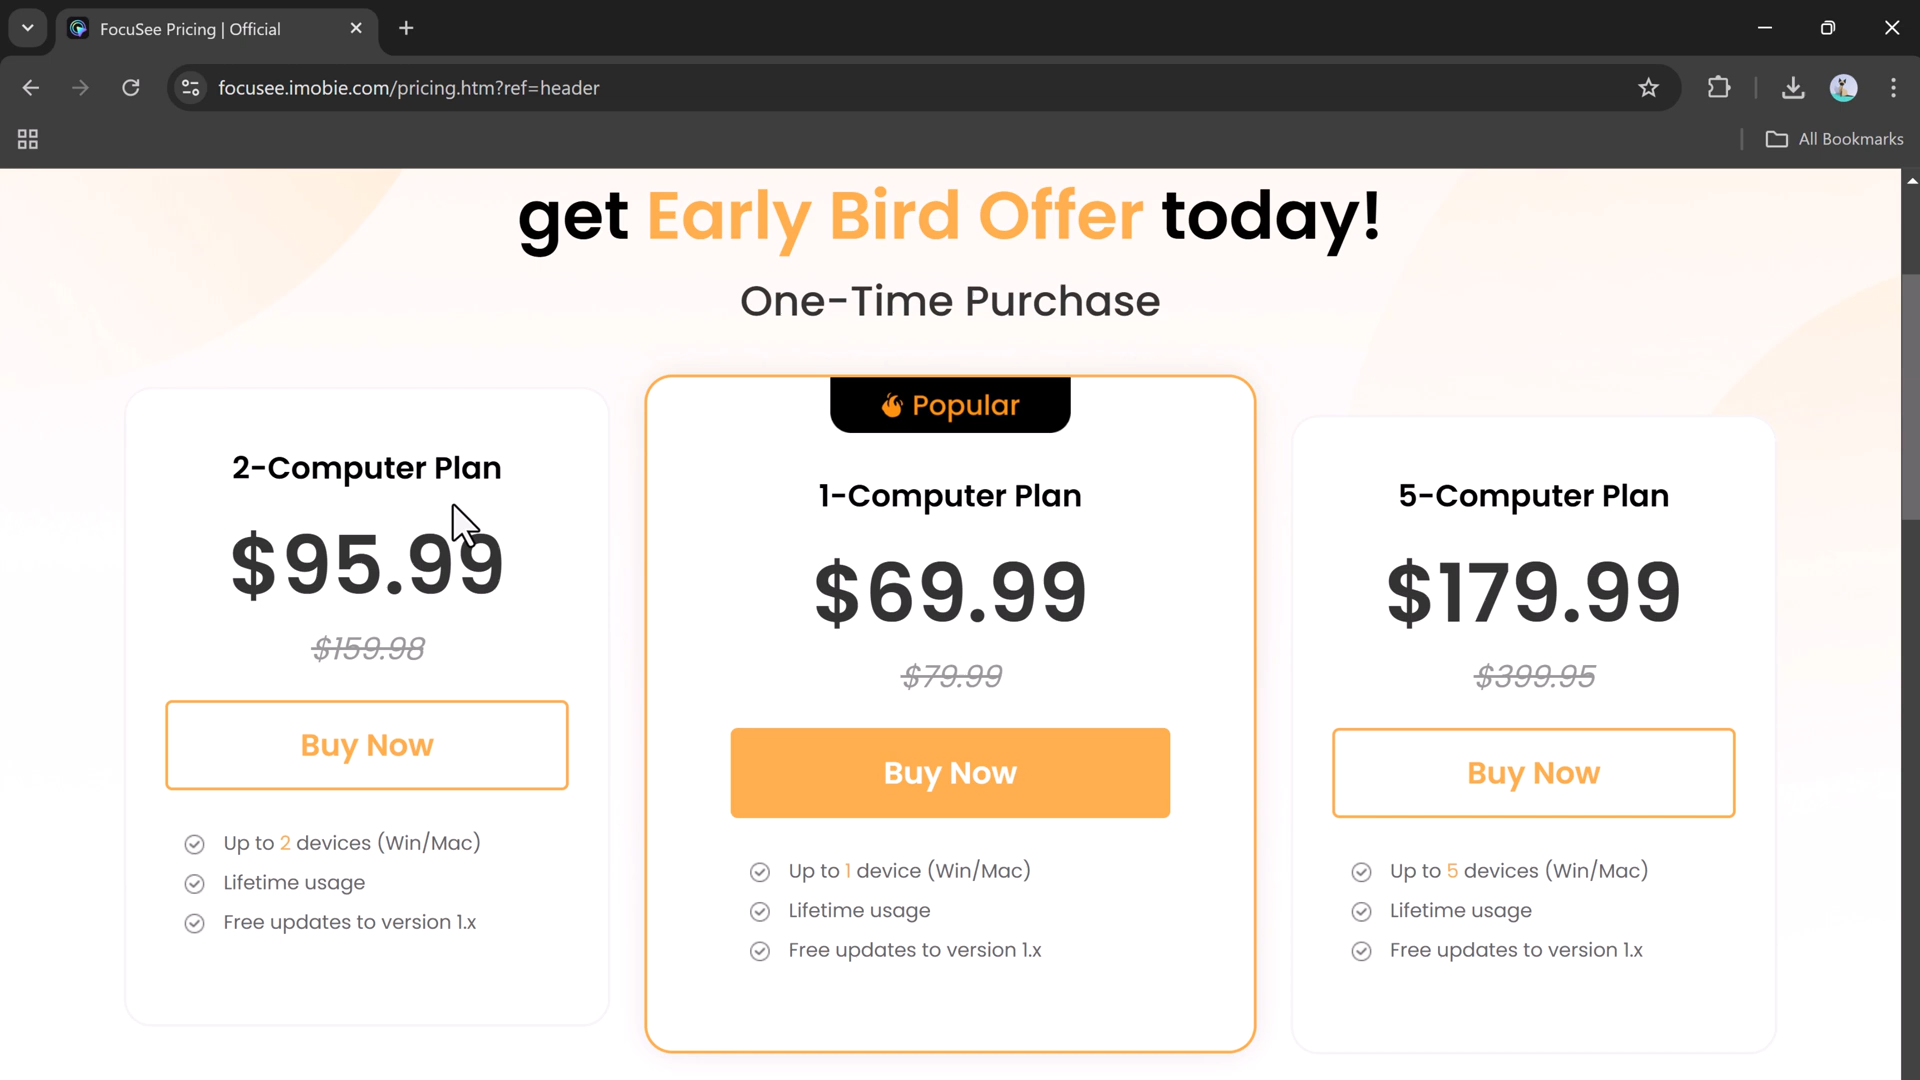 FocuSee Pricing | Official
focusee.imobie.com/pricing.htm?ref=header
All Bookmarks
get Early Bird Offer today!
One-Time Purchase
2-Computer Plan
$95.99
$159.98
Buy Now
Up to 2 devices (Win/Mac)
Lifetime usage
Free updates to version 1.x
Popular
1-Computer Plan
$69.99
$79.99
Buy Now
Up to 1 device (Win/Mac)
Lifetime usage
Free updates to version 1.x
5-Computer Plan
$179.99
$399.95
Buy Now
Up to 5 devices (Win/Mac)
Lifetime usage
Free updates to version 1.x